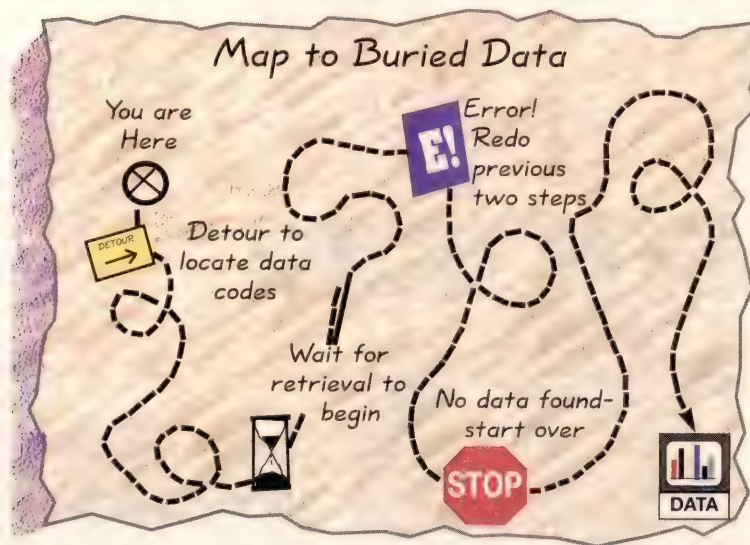 Map to Buried Data
You are
Here
DETOUR
Detour to
locate data
codes
Wait for
retrieval to
begin
E!
Error!
Redo
previous
two steps
No data found-
start over
STOP
DATA